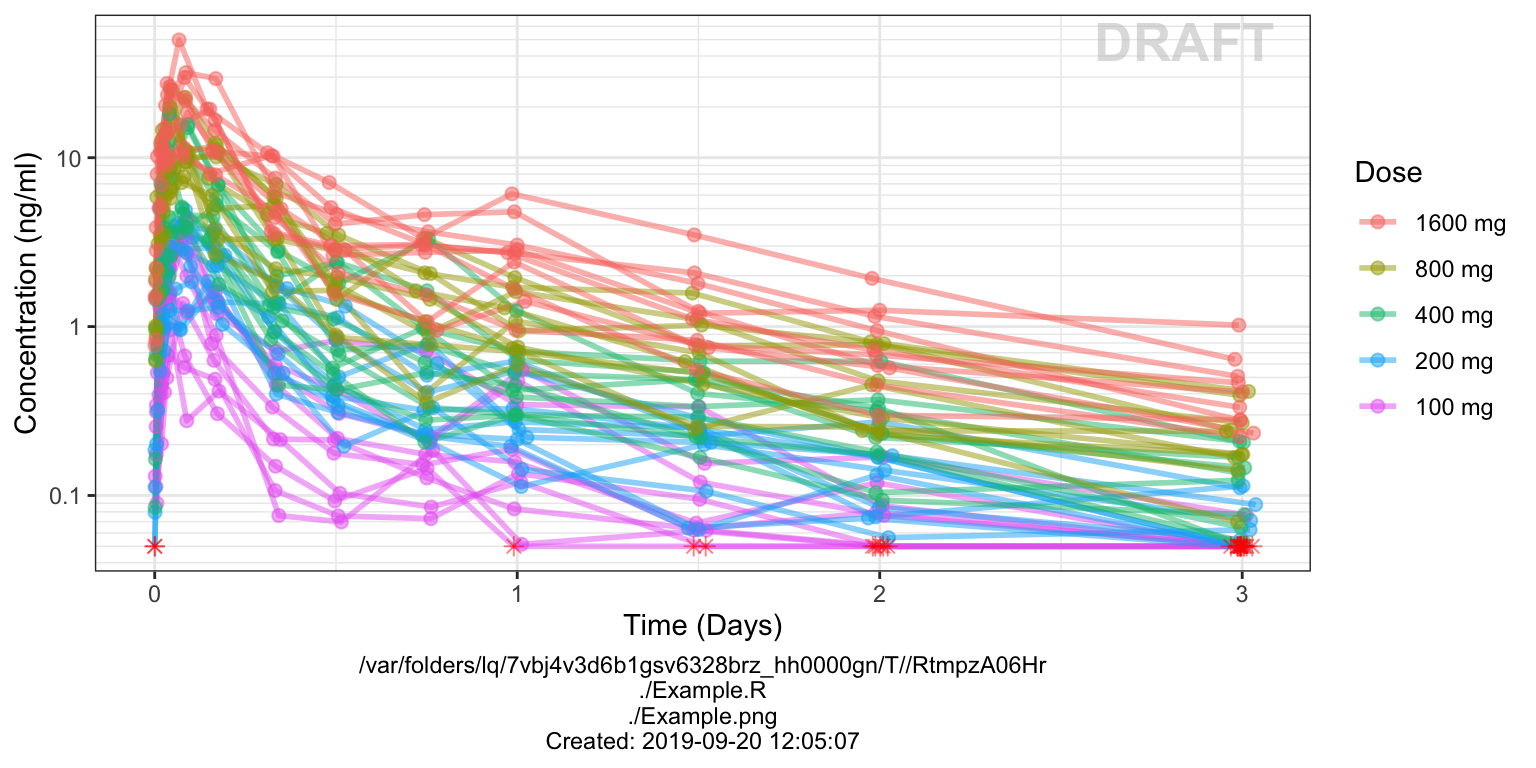 DRAFT
Concentration (ng/ml)
10
1
0.1
0
1
2
3
Time (Days)
Dose
1600 mg
800 mg
400 mg
200 mg
100 mg
/var/folders/lq/7vbj4v3d6b1gsv6328brz_hh0000gn/T//RtmpzA06Hr
./Example.R
./Example.png
Created: 2019-09-20 12:05:07